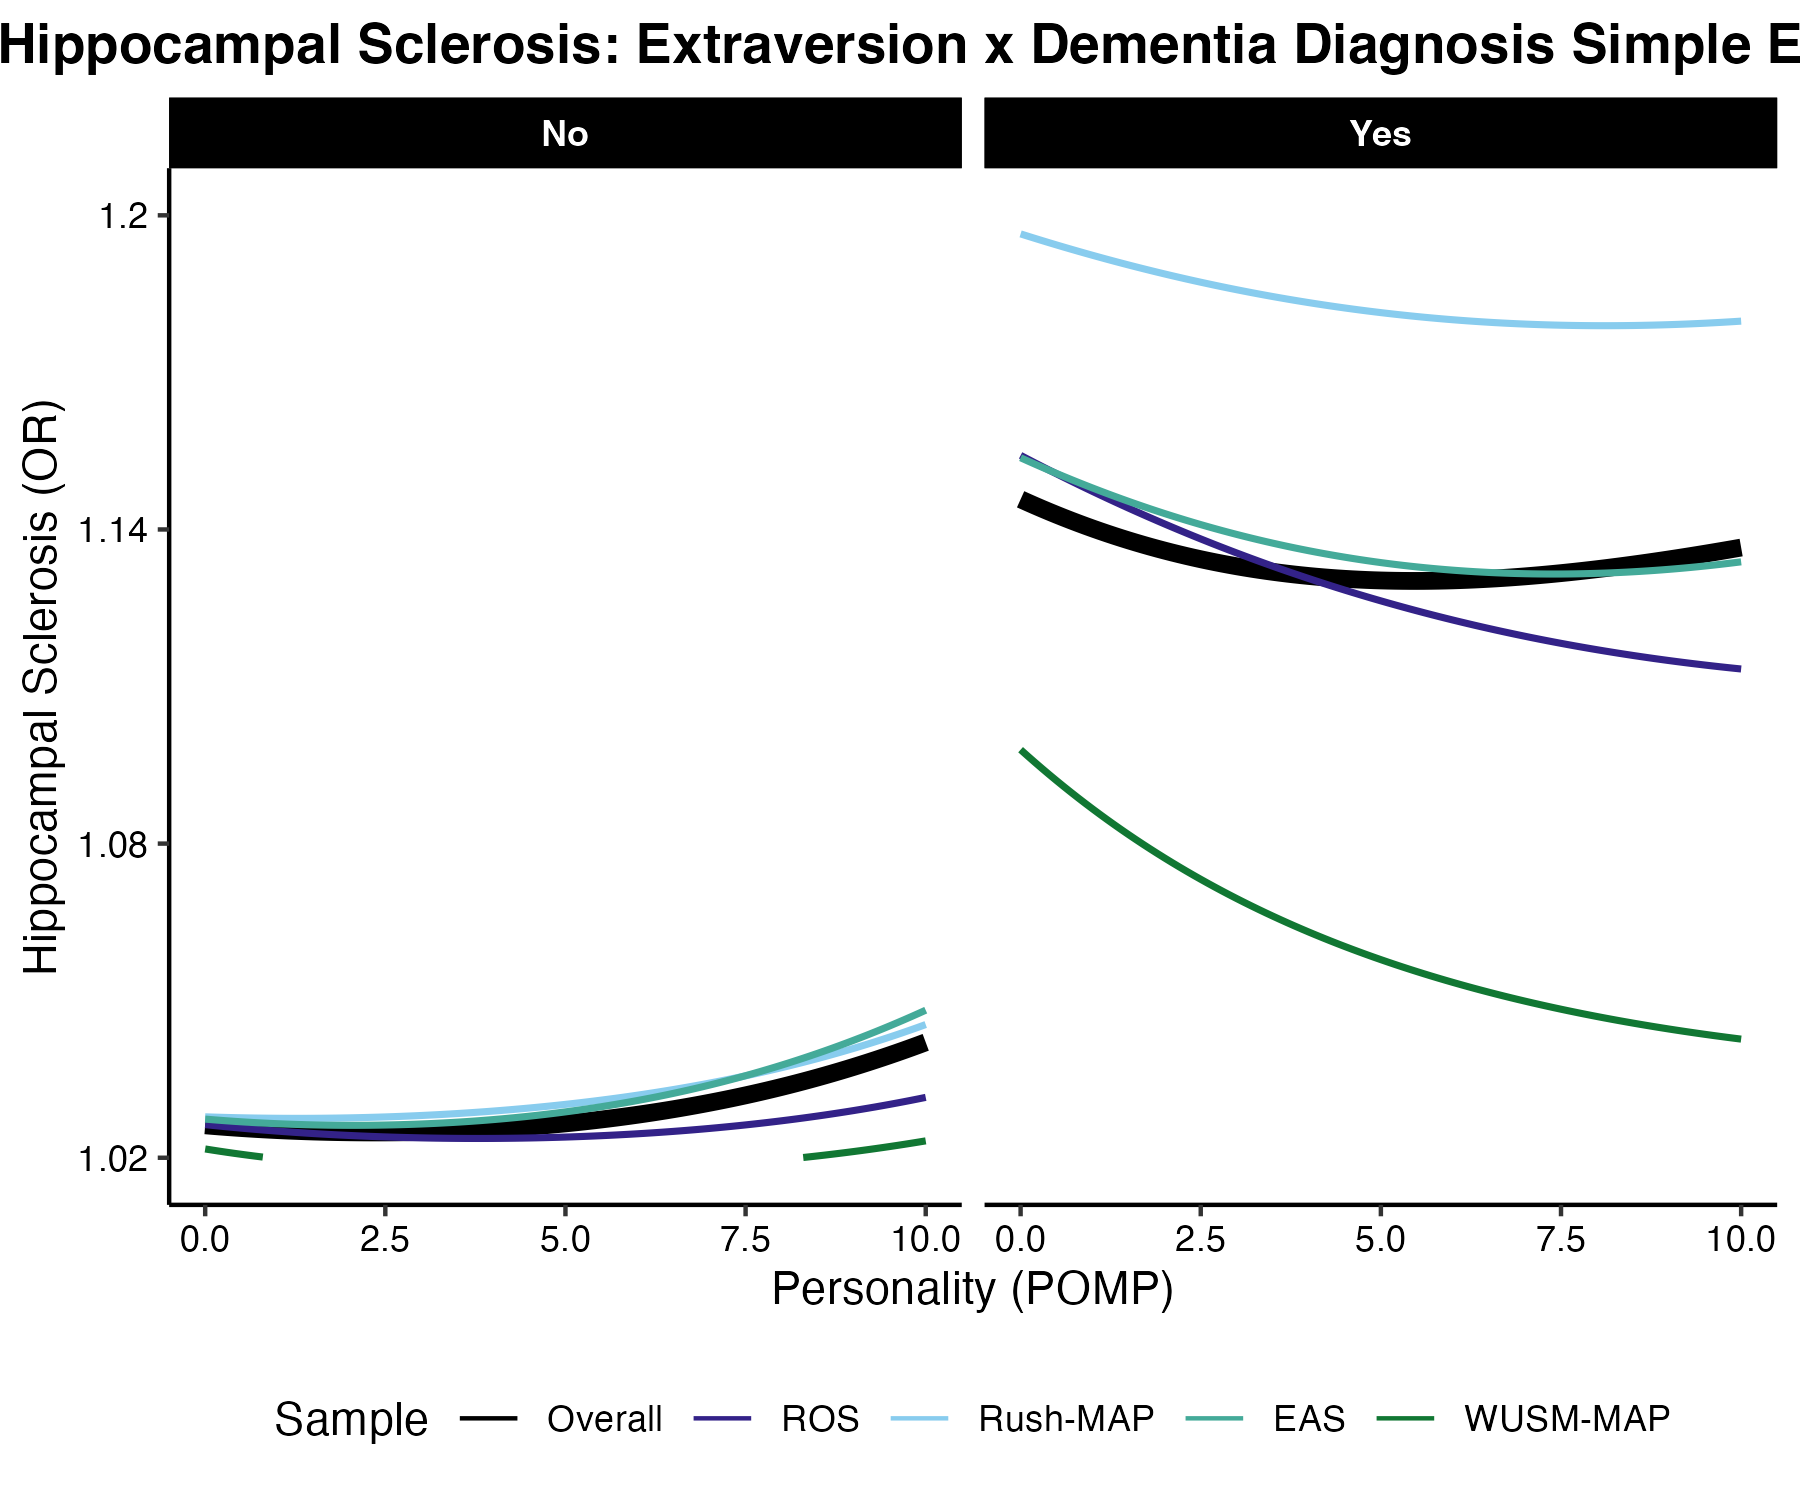 Hippocampal Sclerosis: Extraversion x Dementia Diagnosis Simple E
No
Yes
Hippocampal Sclerosis (OR)
1.2
1.14
1.08
1.02
0.0 2.5 5.0 7.5 10.0
0.0 2.5 5.0 7.5 10.0
Personality (POMP)
Sample Overall ROS Rush-MAP EAS WUSM-MAP